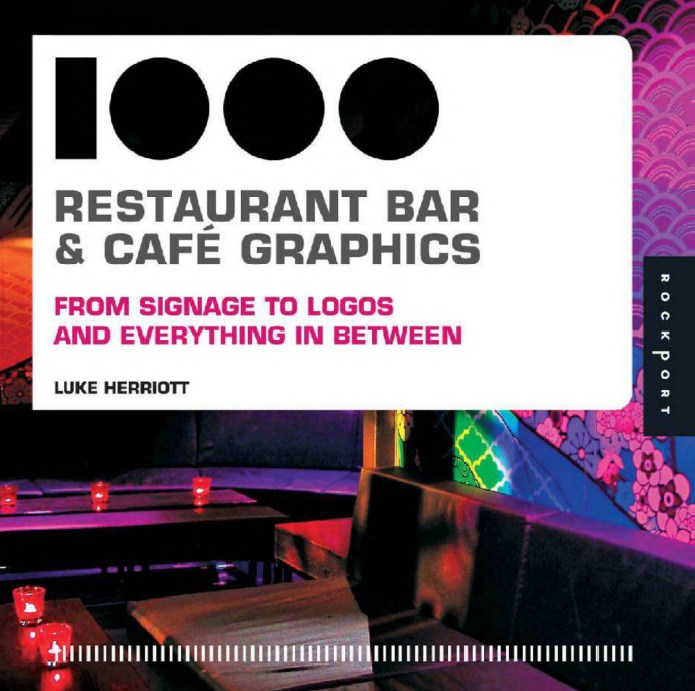 1000
RESTAURANT BAR
& CAFÉ GRAPHICS
FROM SIGNAGE TO LOGOS
AND EVERYTHING IN BETWEEN
LUKE HERRIOTT
ROCKPORT